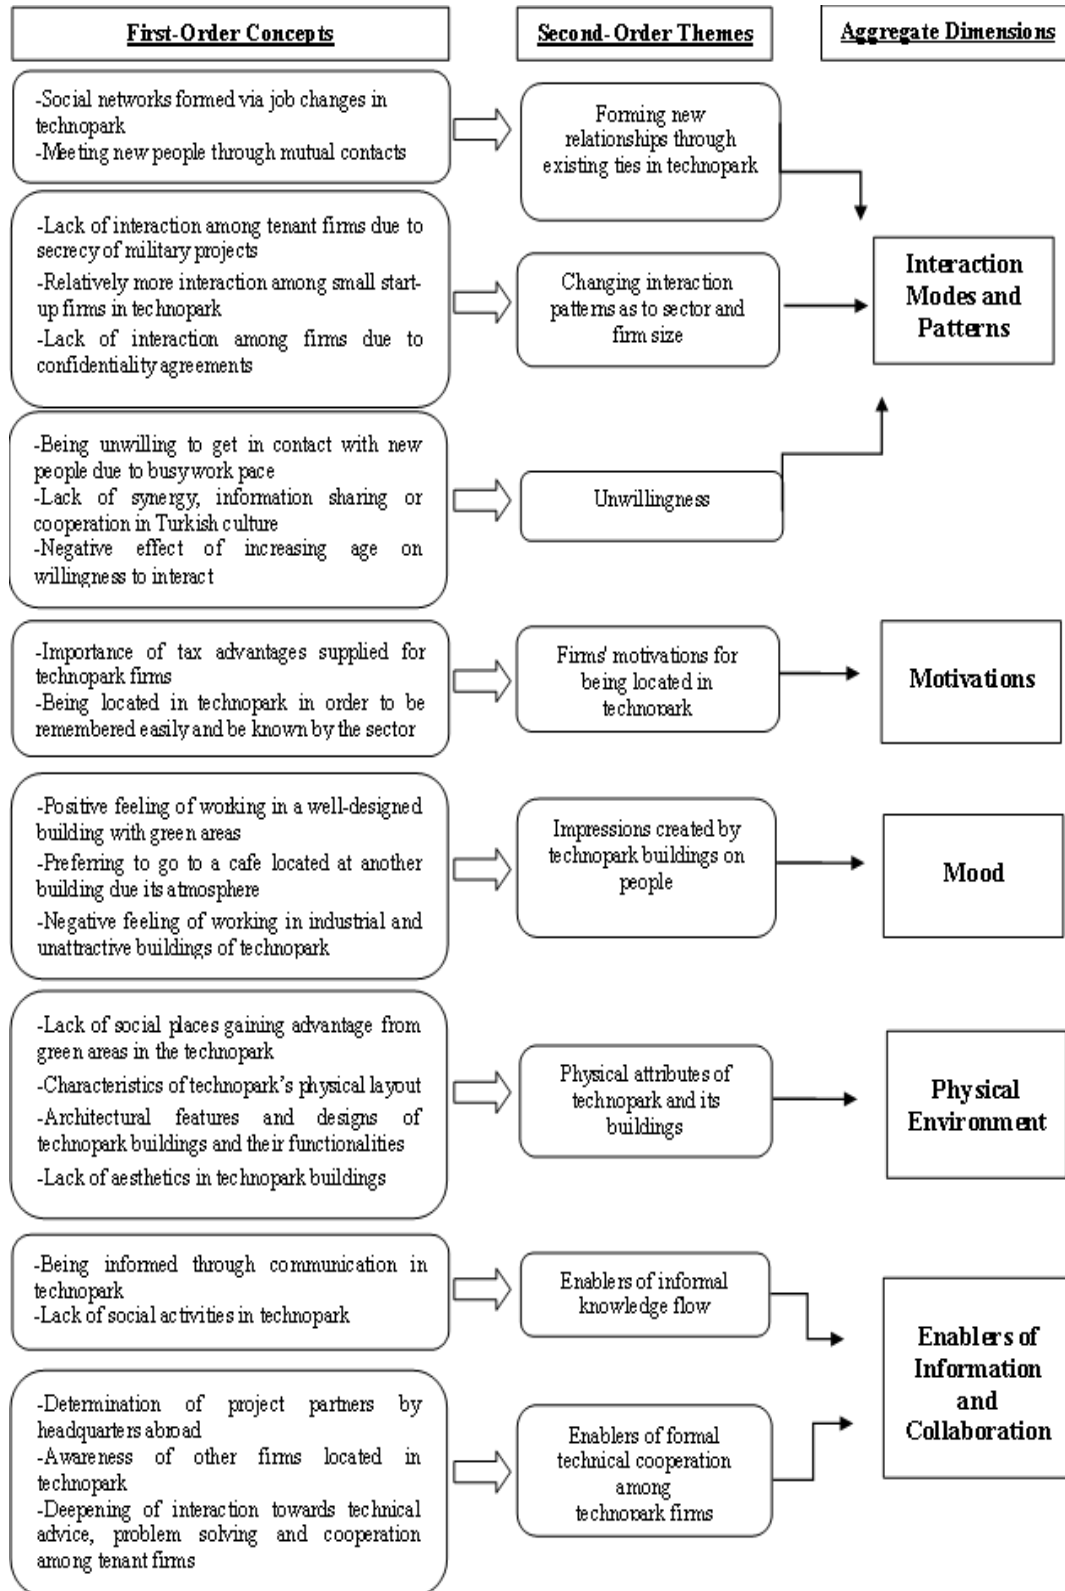 First-Order Concepts
Second-Order Themes
Aggregate Dimensions
-Social networks formed via job changes in
technopark
-Meeting new people through mutual contacts
Forming new
relationships through
existing ties in technopark
-Lack of interaction among tenant firms due to
secrecy of military projects
-Relatively more interaction among small start-
up firms in technopark
-Lack of interaction among firms due to
confidentiality agreements
Changing interaction
patterns as to sector and
firm size
Interaction
Modes and
Patterns
-Being unwilling to get in contact with new
people due to busy work pace
-Lack of synergy, information sharing or
cooperation in Turkish culture
-Negative effect of increasing age on
willingness to interact
Unwillingness
-Importance of tax advantages supplied for
technopark firms
-Being located in technopark in order to be
remembered easily and be known by the sector
Firms' motivations for
being located in
technopark
Motivations
-Positive feeling of working in a well-designed
building with green areas
-Preferring to go to a cafe located at another
building due its atmosphere
-Negative feeling of working in industrial and
unattractive buildings of technopark
Impressions created by
technopark buildings on
people
Mood
-Lack of social places gaining advantage from
green areas in the technopark
-Characteristics of technopark's physical layout
-Architectural features and designs of
technopark buildings and their functionalities
-Lack of aesthetics in technopark buildings
Physical attributes of
technopark and its
buildings
Physical
Environment
-Being informed through communication in
technopark
-Lack of social activities in technopark
Enablers of informal
knowledge flow
-Determination of project partners by
headquarters abroad
-Awareness of other firms located in
technopark
-Deepening of interaction towards technical
advice, problem solving and cooperation
among tenant firms
Enablers of formal
technical cooperation
among
technopark firms
Enablers of
Information
and
Collaboration